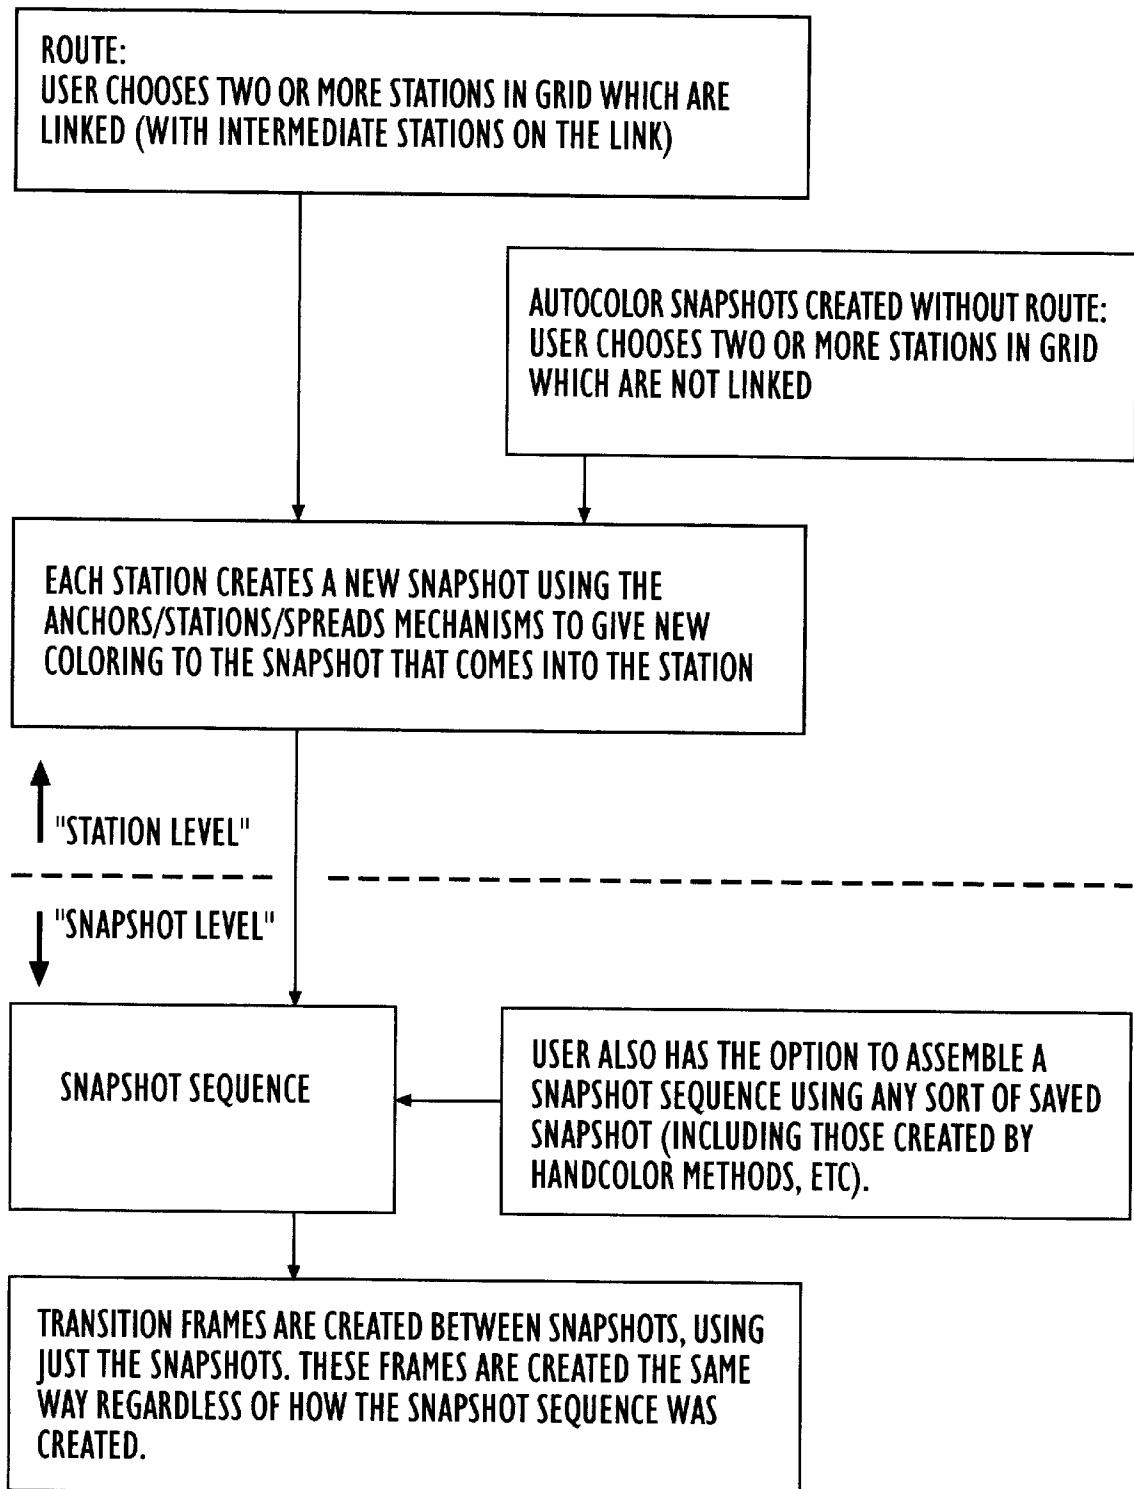 ROUTE:
USER CHOOSES TWO OR MORE STATIONS IN GRID WHICH ARE
LINKED (WITH INTERMEDIATE STATIONS ON THE LINK)
AUTOCOLOR SNAPSHOTS CREATED WITHOUT ROUTE:
USER CHOOSES TWO OR MORE STATIONS IN GRID
WHICH ARE NOT LINKED
EACH STATION CREATES A NEW SNAPSHOT USING THE
ANCHORS/STATIONS/SPREADS MECHANISMS TO GIVE NEW
COLORING TO THE SNAPSHOT THAT COMES INTO THE STATION
"STATION LEVEL"
"SNAPSHOT LEVEL"
SNAPSHOT SEQUENCE
USER ALSO HAS THE OPTION TO ASSEMBLE A
SNAPSHOT SEQUENCE USING ANY SORT OF SAVED
SNAPSHOT (INCLUDING THOSE CREATED BY
HANDCOLOR METHODS, ETC).
TRANSITION FRAMES ARE CREATED BETWEEN SNAPSHOTS, USING
JUST THE SNAPSHOTS. THESE FRAMES ARE CREATED THE SAME
WAY REGARDLESS OF HOW THE SNAPSHOT SEQUENCE WAS
CREATED.